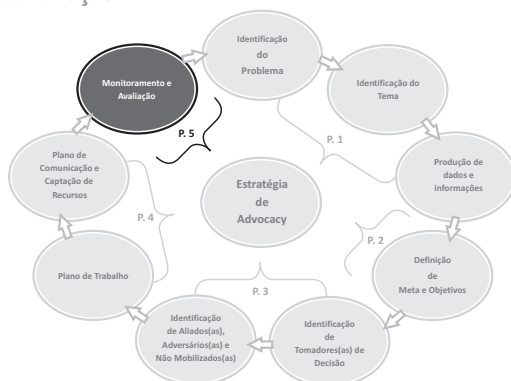 Identificação
do
Problema
Identificação do
Tema
Produção de
dados e
informações
Definição
de
Meta e Objetivos
Identificação
de
Tomadores(as) de
Decisão
Identificação
de Aliados(as),
Adversários(as) e
Não Mobilizados(as)
Plano de Trabalho
Plano de
Comunicação e
Captação de
Recursos
Monitoramento e
Avaliação
Estratégia
de
Advocacy
P. 1
P. 2
P. 3
P. 4
P. 5